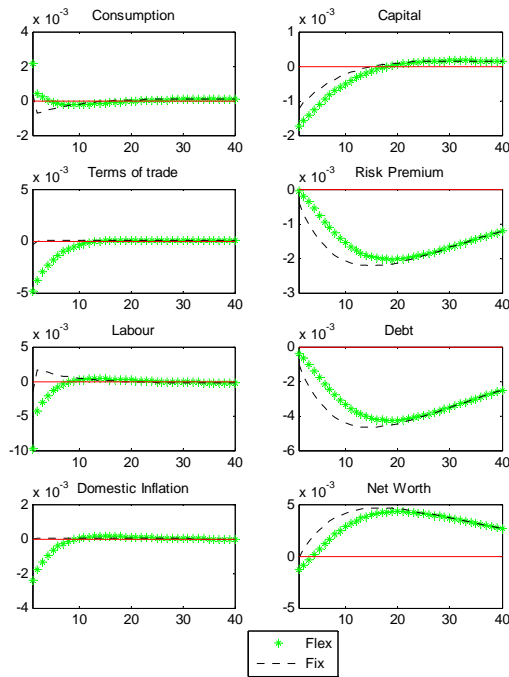 x 10⁻³ Consumption
4
2
0
-2
10 20 30 40
x 10⁻³ Capital
1
0
-1
-2
10 20 30 40
x 10⁻³ Terms of trade
5
0
-5
10 20 30 40
x 10⁻³ Risk Premium
0
-1
-2
-3
10 20 30 40
x 10⁻³ Labour
5
0
-5
-10
10 20 30 40
x 10⁻³ Debt
0
-2
-4
-6
10 20 30 40
x 10⁻³ Domestic Inflation
2
0
-2
-4
10 20 30 40
x 10⁻³ Net Worth
5
0
-5
10 20 30 40
Flex
Fix